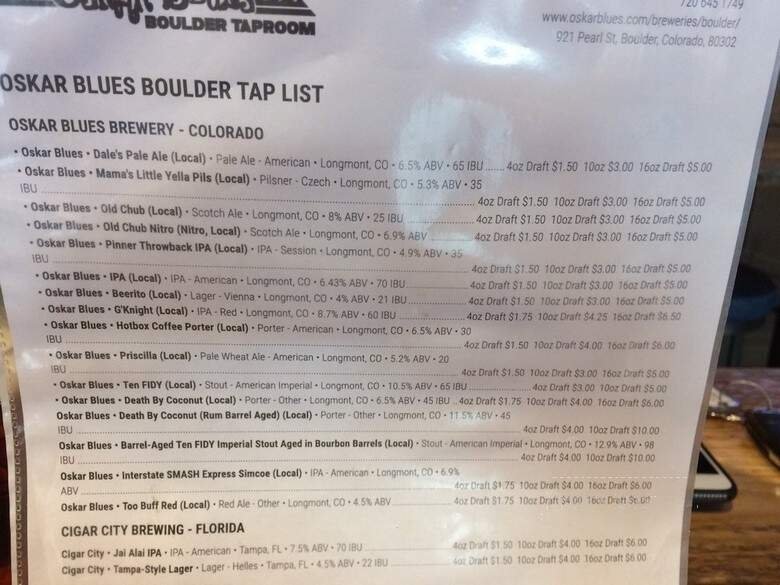 BOULDER TAPROOM
720 645 1749
www.oskarblues.com/breweries/boulder/
921 Pearl St, Boulder, Colorado, 80302
OSKAR BLUES BOULDER TAP LIST
OSKAR BLUES BREWERY - COLORADO
• Oskar Blues • Dale's Pale Ale (Local) • Pale Ale - American • Longmont, CO • 6.5% ABV • 65 IBU ...... 4oz Draft $1.50 10oz $3.00 16oz Draft $5.00
• Oskar Blues • Mama's Little Yella Pils (Local) • Pilsner - Czech • Longmont, CO • 5.3% ABV • 35
IBU ...... 4oz Draft $1.50 10oz Draft $3.00 16oz Draft $5.00
• Oskar Blues • Old Chub (Local) • Scotch Ale • Longmont, CO • 8% ABV • 25 IBU ...... 4oz Draft $1.50 10oz Draft $3.00 16oz Draft $5.00
• Oskar Blues • Old Chub Nitro (Nitro, Local) • Scotch Ale • Longmont, CO • 6.9% ABV ...... 4oz Draft $1.50 10oz Draft $3.00 16oz Draft $5.00
• Oskar Blues • Pinner Throwback IPA (Local) • IPA - Session • Longmont, CO • 4.9% ABV • 35
IBU ...... 4oz Draft $1.50 10oz Draft $3.00 16oz Draft $5.00
• Oskar Blues • IPA (Local) • IPA - American • Longmont, CO • 6.43% ABV • 70 IBU ...... 4oz Draft $1.50 10oz Draft $3.00 16oz Draft $5.00
• Oskar Blues • Beerito (Local) • Lager - Vienna • Longmont, CO • 4% ABV • 21 IBU ...... 4oz Draft $1.50 10oz Draft $3.00 16oz Draft $5.00
• Oskar Blues • G'Knight (Local) • IPA - Red • Longmont, CO • 8.7% ABV • 60 IBU ...... 4oz Draft $1.75 10oz Draft $4.25 16oz Draft $6.50
• Oskar Blues • Hotbox Coffee Porter (Local) • Porter - American • Longmont, CO • 6.5% ABV • 30
IBU ...... 4oz Draft $1.50 10oz Draft $4.00 16oz Draft $6.00
• Oskar Blues • Priscilla (Local) • Pale Wheat Ale - American • Longmont, CO • 5.2% ABV • 20
IBU ...... 4oz Draft $1.50 10oz Draft $3.00 16oz Draft $5.00
• Oskar Blues • Ten FIDY (Local) • Stout - American Imperial • Longmont, CO • 10.5% ABV • 65 IBU ...... 4oz Draft $3.00 10oz Draft $5.00
• Oskar Blues • Death By Coconut (Local) • Porter - Other • Longmont, CO • 6.5% ABV • 45 IBU .. 4oz Draft $1.75 10oz Draft $4.00 16oz Draft $6.00
Oskar Blues • Death By Coconut (Rum Barrel Aged) (Local) • Porter - Other • Longmont, CO • 11.5% ABV • 45
IBU ...... 4oz Draft $4.00 10oz Draft $10.00
Oskar Blues • Barrel-Aged Ten FIDY Imperial Stout Aged in Bourbon Barrels (Local) • Stout - American Imperial • Longmont, CO • 12.9% ABV • 98
IBU ...... 4oz Draft $4.00 10oz Draft $10.00
Oskar Blues • Interstate SMASH Express Simcoe (Local) • IPA - American • Longmont, CO • 6.9%
ABV ...... 4oz Draft $1.75 10oz Draft $4.00 16oz Draft $6.00
Oskar Blues • Too Buff Red (Local) • Red Ale - Other • Longmont, CO • 4.5% ABV ...... 4oz Draft $1.75 10oz Draft $4.00 16oz Draft $6.00
CIGAR CITY BREWING - FLORIDA
Cigar City • Jai Alai IPA • IPA - American • Tampa, FL • 7.5% ABV • 70 IBU ...... 4oz Draft $1.50 10oz Draft $4.00 16oz Draft $6.00
Cigar City • Tampa-Style Lager • Lager - Helles • Tampa, FL • 4.5% ABV • 22 IBU ...... 4oz Draft $1.50 10oz Draft $4.00 16oz Draft $6.00